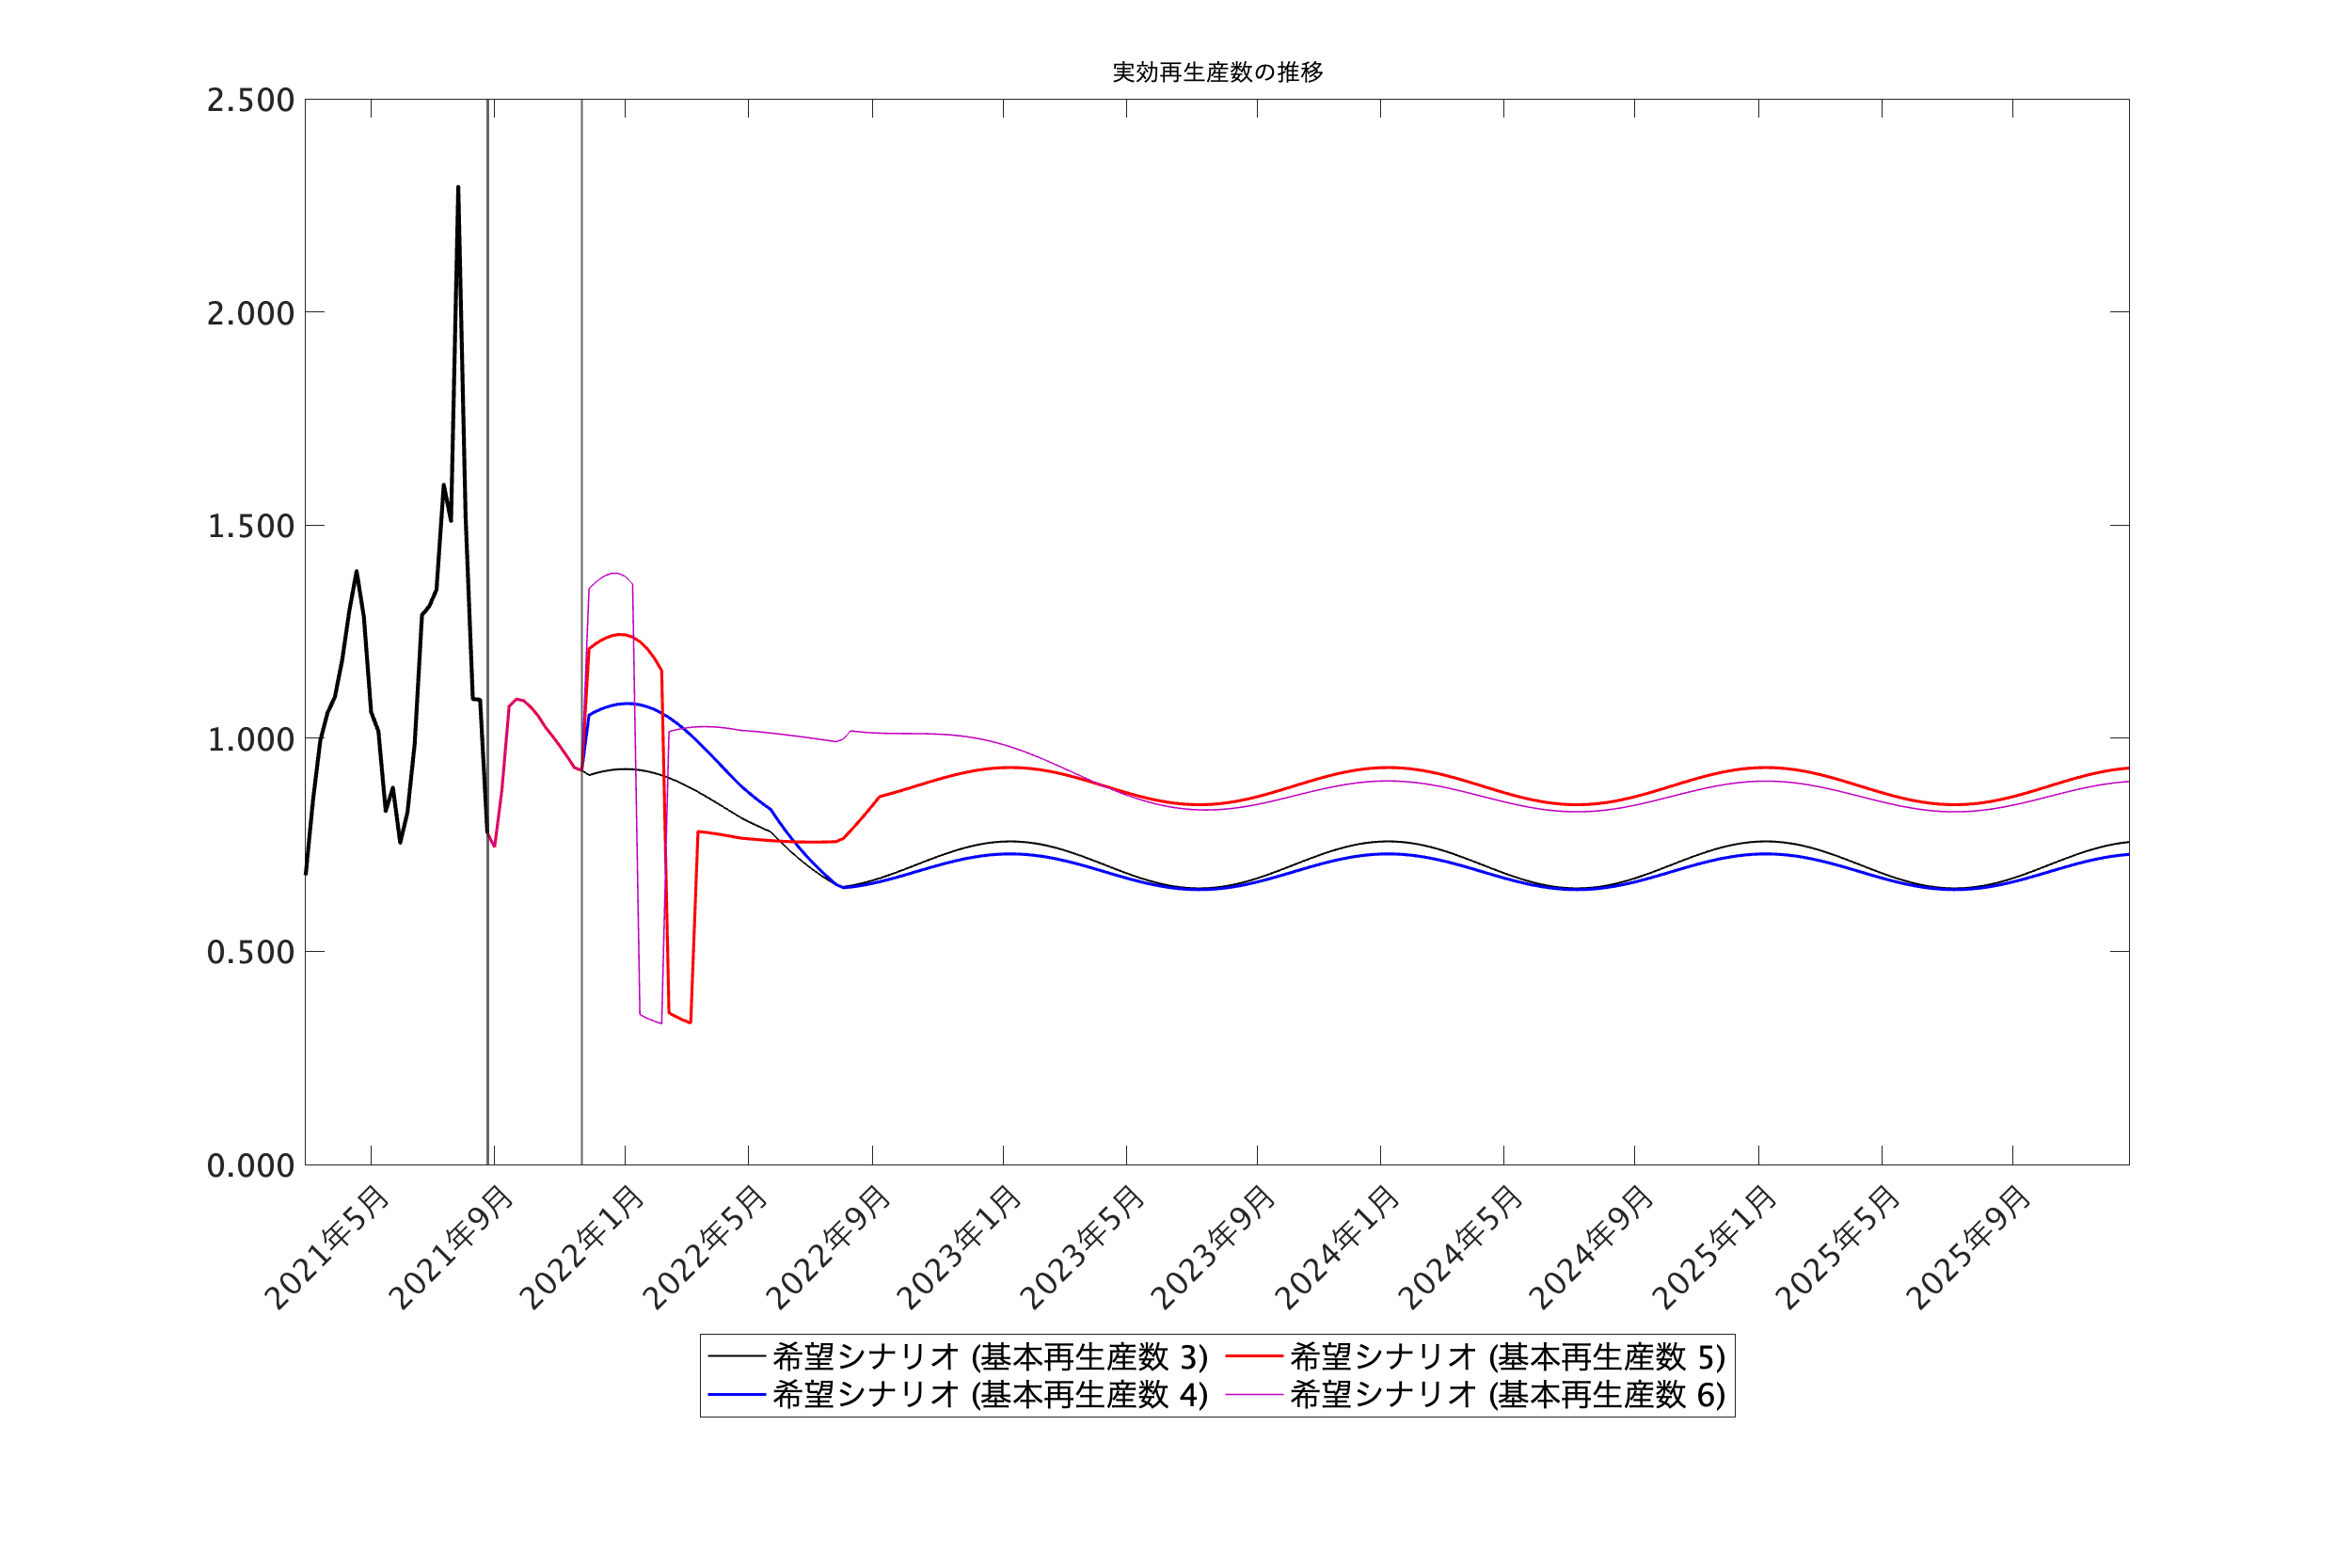 実効再生産数の推移
2.500
2.000
1.500
1.000
0.500
0.000
2021年5月
2021年9月
2022年1月
2022年5月
2022年9月
2023年1月
2023年5月
2023年9月
2024年1月
2024年5月
2024年9月
2025年1月
2025年5月
2025年9月
希望シナリオ (基本再生産数 3)
希望シナリオ (基本再生産数 5)
希望シナリオ (基本再生産数 4)
希望シナリオ (基本再生産数 6)